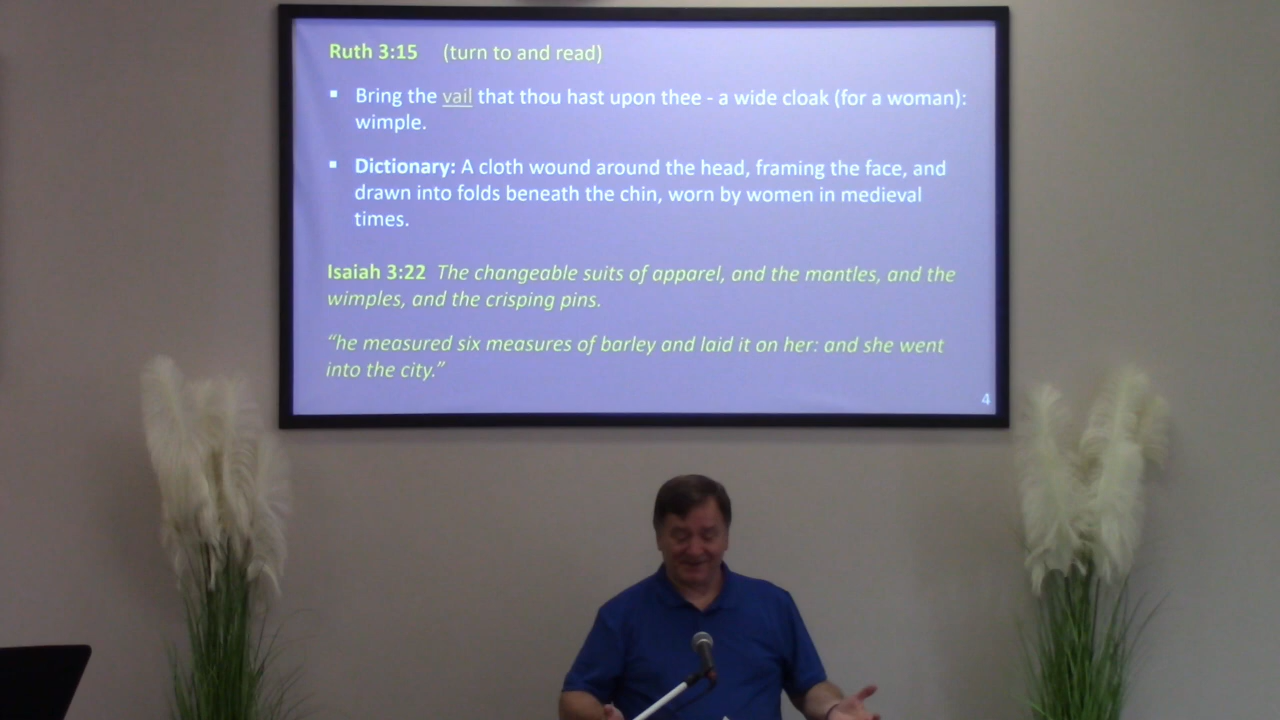 Ruth 3:15 (turn to and read)
▪ Bring the vail that thou hast upon thee - a wide cloak (for a woman):
wimple.
▪ Dictionary: A cloth wound around the head, framing the face, and
drawn into folds beneath the chin, worn by women in medieval
times.
Isaiah 3:22 The changeable suits of apparel, and the mantles, and the
wimples, and the crisping pins.
“he measured six measures of barley and laid it on her: and she went
into the city.”
4